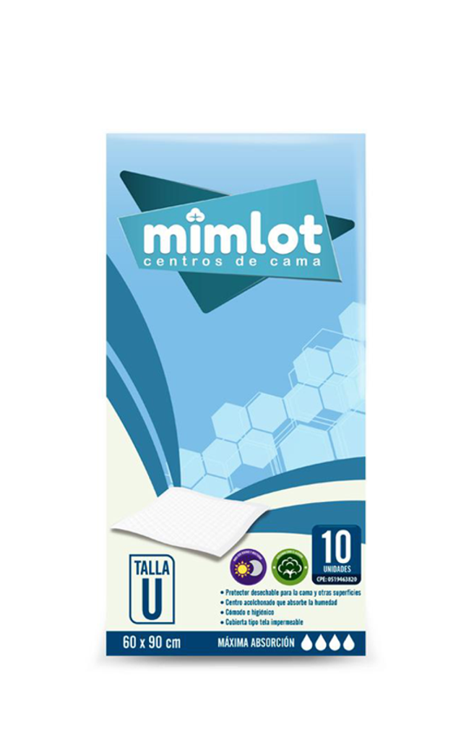 mimlot
centros de cama
TALLA
U
60 x 90 cm
10
UNIDADES
CPE: 0519463820
• Protector desechable para la cama y otras superficies
• Centro acolchonado que absorbe la humedad
• Cómodo e higiénico
• Cubierta tipo tela impermeable
MÁXIMA ABSORCIÓN